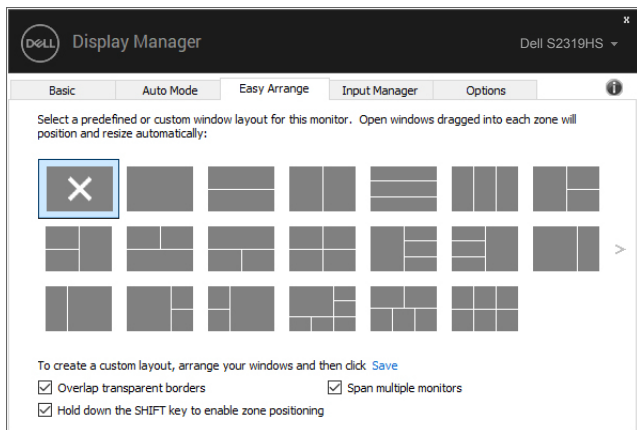 x
DELL Display Manager Dell S2319HS
Basic Auto Mode Easy Arrange Input Manager Options
Select a predefined or custom window layout for this monitor. Open windows dragged into each zone will
position and resize automatically:
To create a custom layout, arrange your windows and then click Save
Overlap transparent borders Span multiple monitors
Hold down the SHIFT key to enable zone positioning